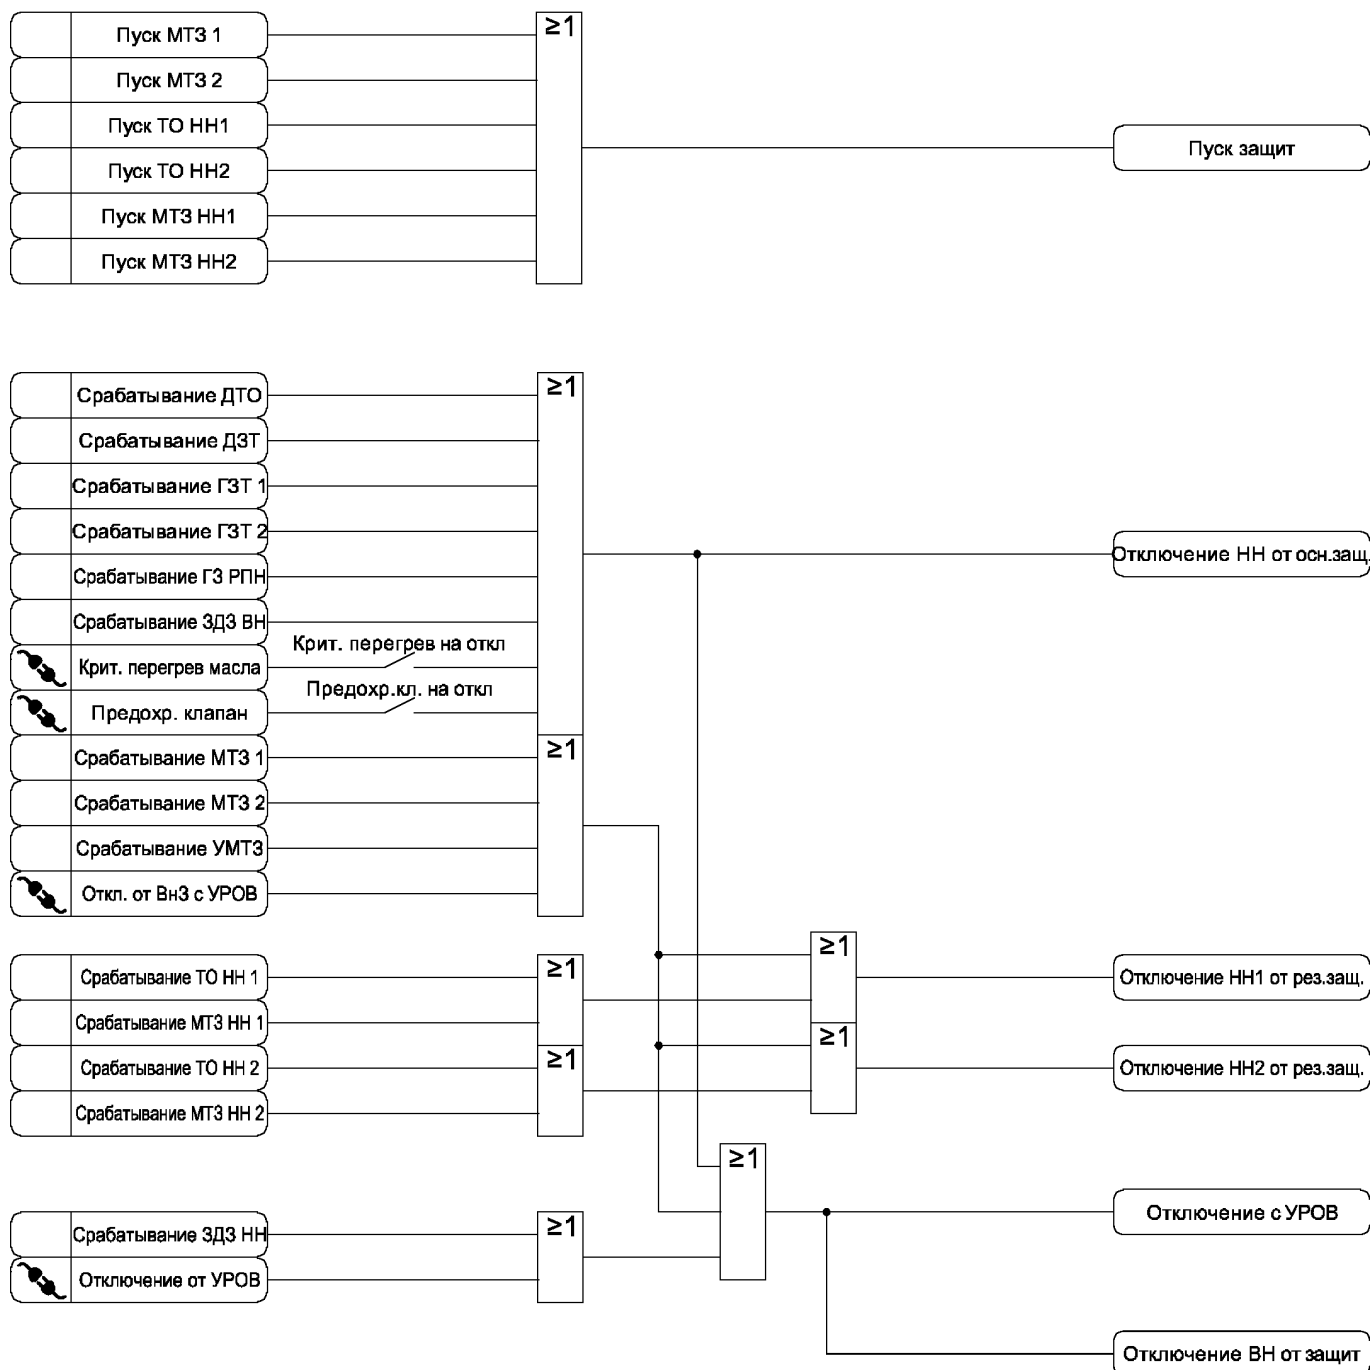 Пуск МТЗ 1
≥1
Пуск МТЗ 2
Пуск ТО НН1
Пуск защит
Пуск ТО НН2
Пуск МТЗ НН1
Пуск МТЗ НН2
Срабатывание ДТО
≥1
Срабатывание ДЗТ
Срабатывание ГЗТ 1
Срабатывание ГЗТ 2
Отключение НН от осн.защ.
Срабатывание ГЗ РПН
Срабатывание ЗДЗ ВН
Крит. перегрев на откл
Крит. перегрев масла
Предохр.кл. на откл
Предохр. клапан
Срабатывание МТЗ 1
≥1
Срабатывание МТЗ 2
Срабатывание УМТЗ
Откл. от ВнЗ с УРОВ
≥1
Срабатывание ТО НН 1
≥1
Отключение НН1 от рез.защ.
Срабатывание МТЗ НН 1
≥1
Срабатывание ТО НН 2
≥1
Отключение НН2 от рез.защ.
Срабатывание МТЗ НН 2
≥1
Отключение с УРОВ
Срабатывание ЗДЗ НН
≥1
Отключение от УРОВ
Отключение ВН от защит